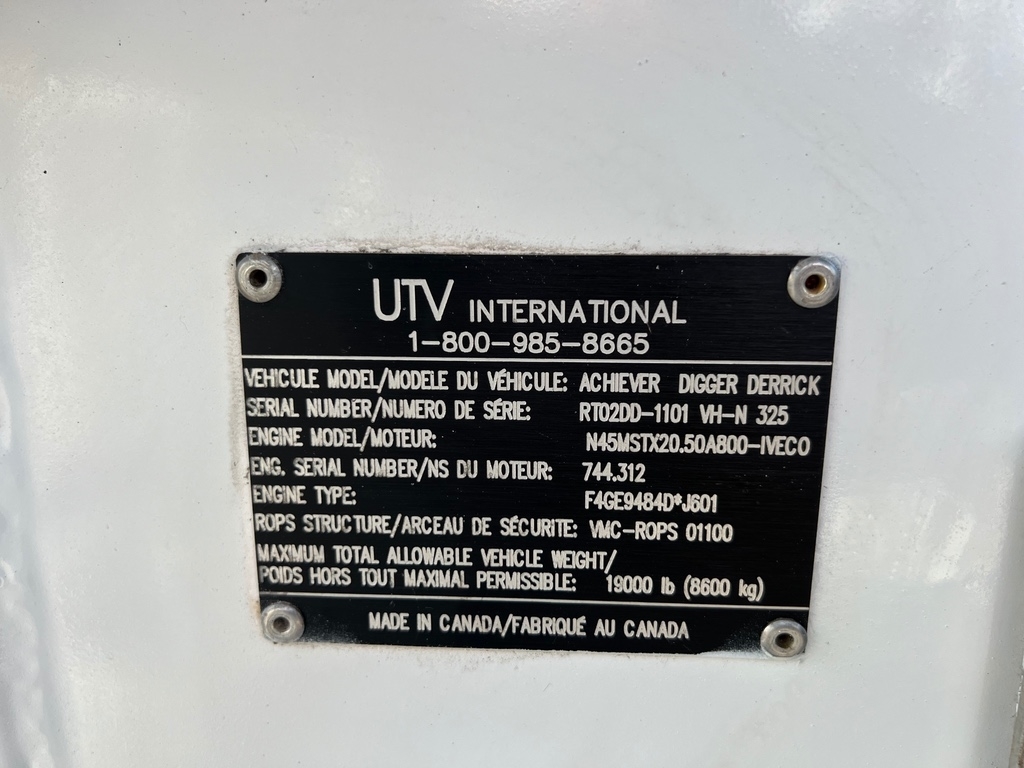 UTV INTERNATIONAL
1-800-985-8665
VEHICULE MODEL/MODELE DU VÉHICULE: ACHIEVER DIGGER DERRICK
SERIAL NUMBER/NUMERO DE SÉRIE: RT02DD-1101 VH-N 325
ENGINE MODEL/MOTEUR: N45MSTX20.50A800-IVECO
ENG. SERIAL NUMBER/NS DU MOTEUR: 744.312
ENGINE TYPE: F4GE9484D*J601
ROPS STRUCTURE/ARCEAU DE SÉCURITE: VMC-ROPS 01100
MAXIMUM TOTAL ALLOWABLE VEHICLE WEIGHT/
POIDS HORS TOUT MAXIMAL PERMISSIBLE: 19000 lb (8600 kg)
MADE IN CANADA/FABRIQUÉ AU CANADA